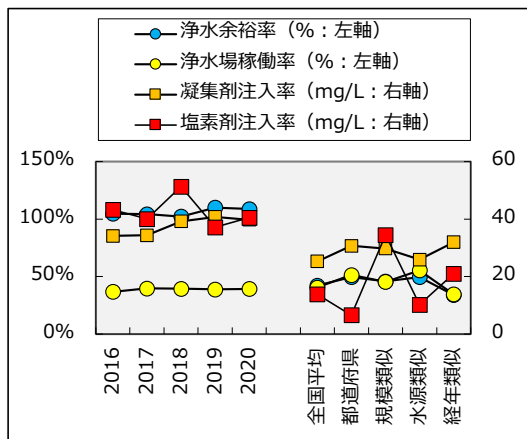 浄水余裕率（%：左軸）
浄水場稼働率（%：左軸）
凝集剤注入率（mg/L：右軸）
塩素剤注入率（mg/L：右軸）
150%
100%
50%
0%
60
40
20
0
2016
2017
2018
2019
2020
全国平均
都道府県
規模類似
水源類似
経年類似